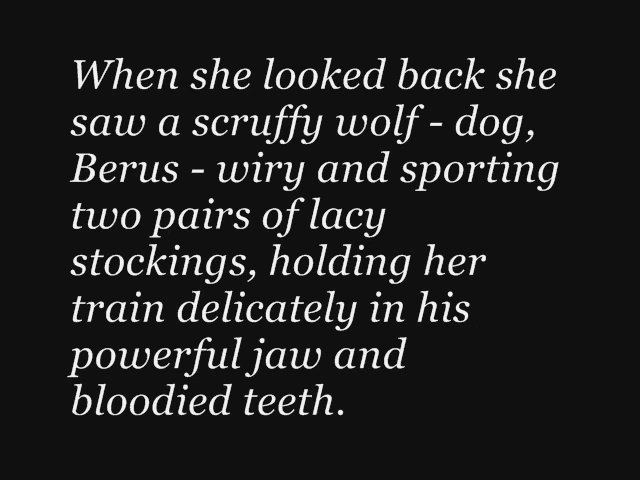 When she looked back she
saw a scruffy wolf - dog,
Berus - wiry and sporting
two pairs of lacy
stockings, holding her
train delicately in his
powerful jaw and
bloodied teeth.